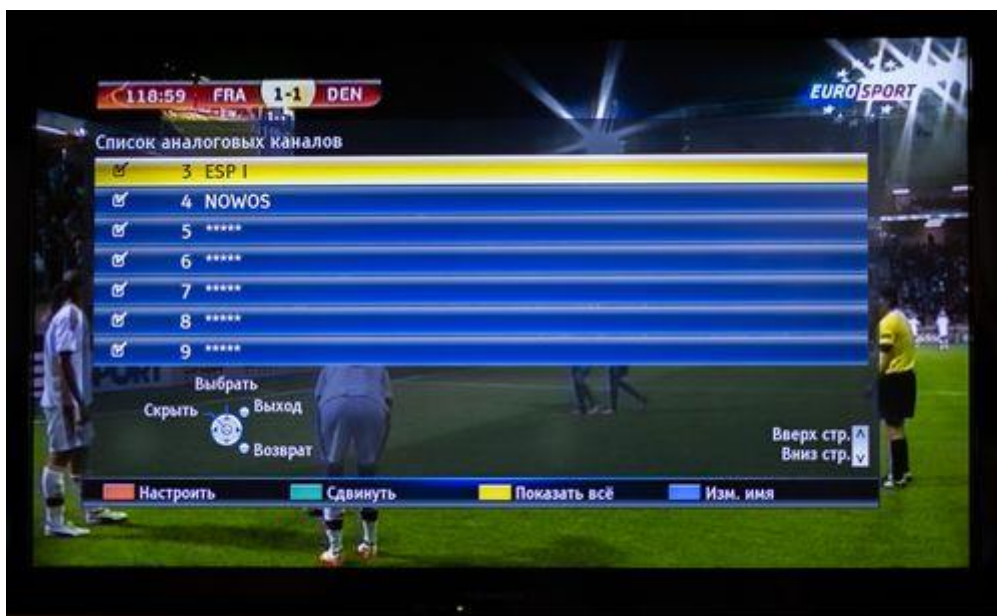 118:59 FRA 1-1 DEN
EUROSPORT
Список аналоговых каналов
3 ESP I
4 NOWOS
5 *****
6 *****
7 *****
8 *****
9 *****
Выбрать
Скрыть Выход
Возврат
Вверх стр.
Вниз стр.
Настроить Сдвинуть Показать всё Изм. имя